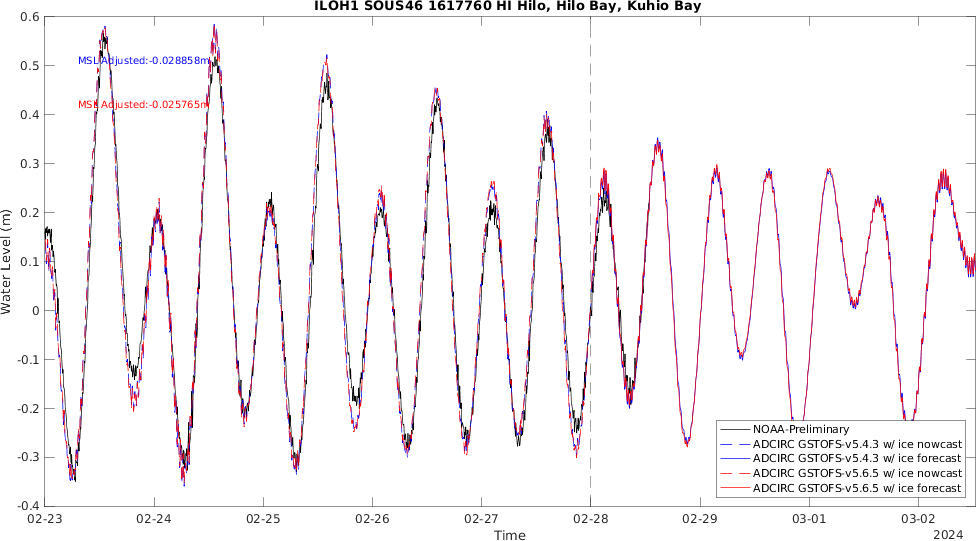 ILOH1 SOUS46 1617760 HI Hilo, Hilo Bay, Kuhio Bay
0.6
0.5
0.4
0.3
0.2
0.1
0
-0.1
-0.2
-0.3
-0.4
Water Level (m)
MSL Adjusted:-0.028858m
MSL Adjusted:-0.025765m
NOAA-Preliminary
ADCIRC GSTOFS-v5.4.3 w/ ice nowcast
ADCIRC GSTOFS-v5.4.3 w/ ice forecast
ADCIRC GSTOFS-v5.6.5 w/ ice nowcast
ADCIRC GSTOFS-v5.6.5 w/ ice forecast
02-23 02-24 02-25 02-26 02-27 02-28 02-29 03-01 03-02
Time
2024